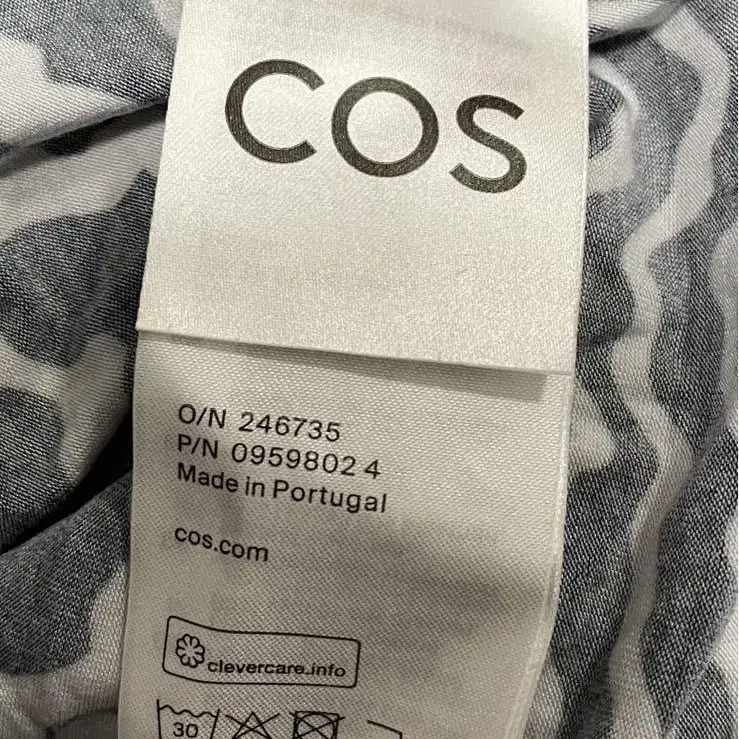 COS
O/N 246735
P/N 0959802 4
Made in Portugal
cos.com
clevercare.info
30